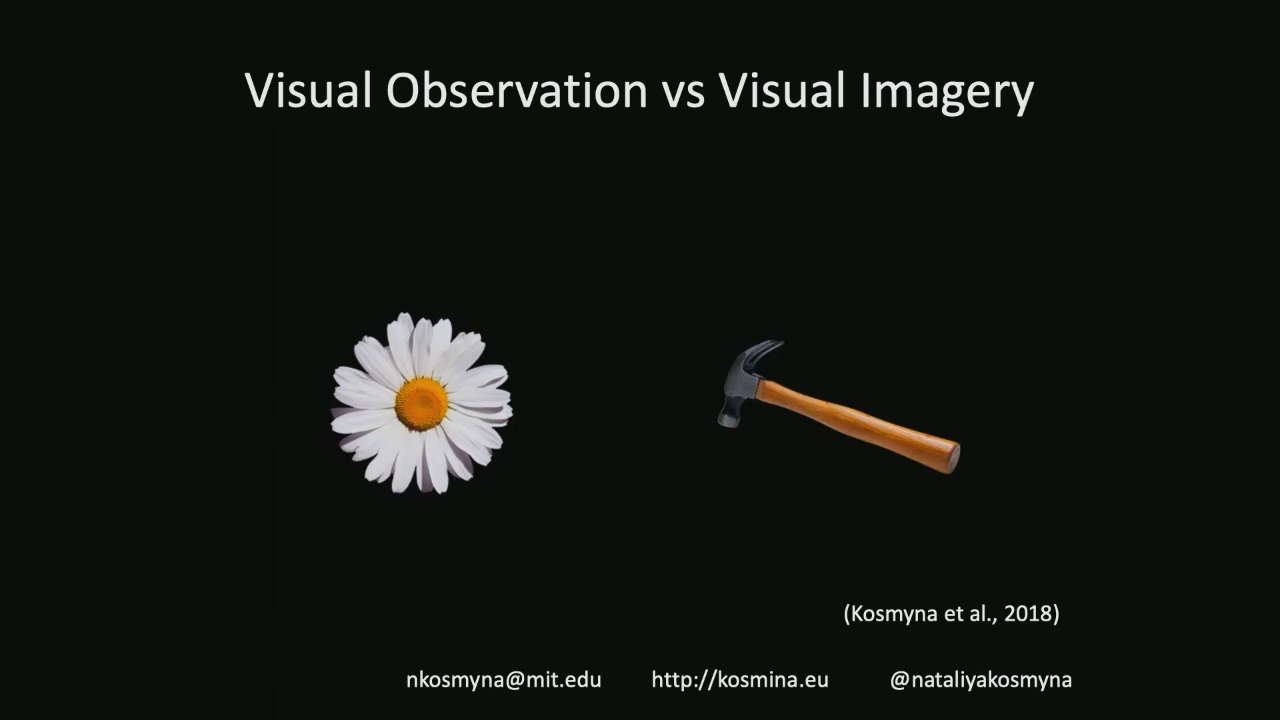 Visual Observation vs Visual Imagery
(Kosmyna et al., 2018)
nkosmyna@mit.edu http://kosmina.eu @nataliyakosmyna